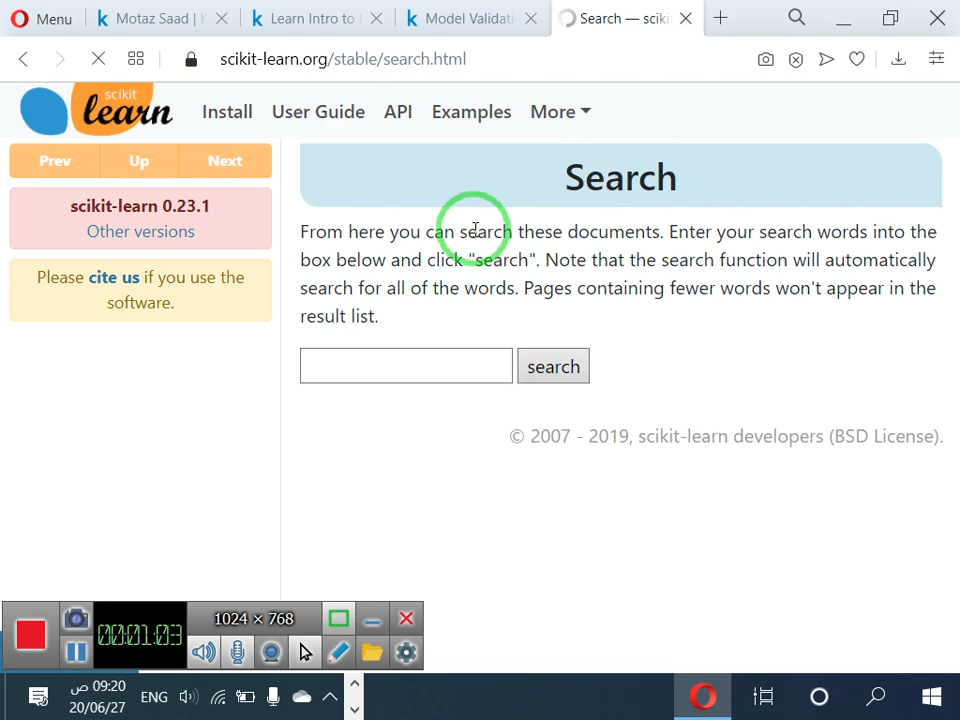 Menu
Motaz Saad | K
Learn Intro to
Model Validati
Search — sciki
scikit-learn.org/stable/search.html
scikit
learn
Install
User Guide
API
Examples
More
Prev
Up
Next
Search
scikit-learn 0.23.1
Other versions
Please cite us if you use the
software.
From here you can search these documents. Enter your search words into the
box below and click "search". Note that the search function will automatically
search for all of the words. Pages containing fewer words won't appear in the
result list.
search
© 2007 - 2019, scikit-learn developers (BSD License).
1024 × 768
00:01:03
09:20 ص
20/06/27
ENG